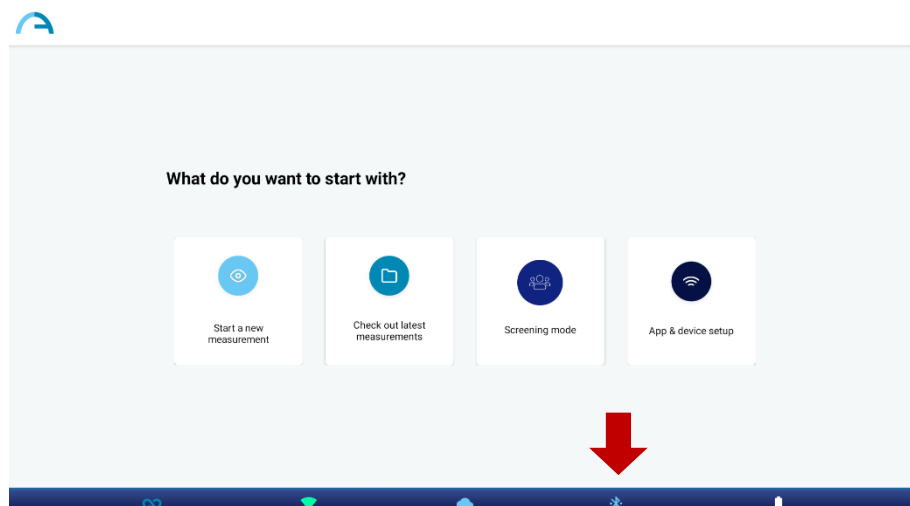 What do you want to start with?
Start a new
measurement
Check out latest
measurements
Screening mode
App & device setup